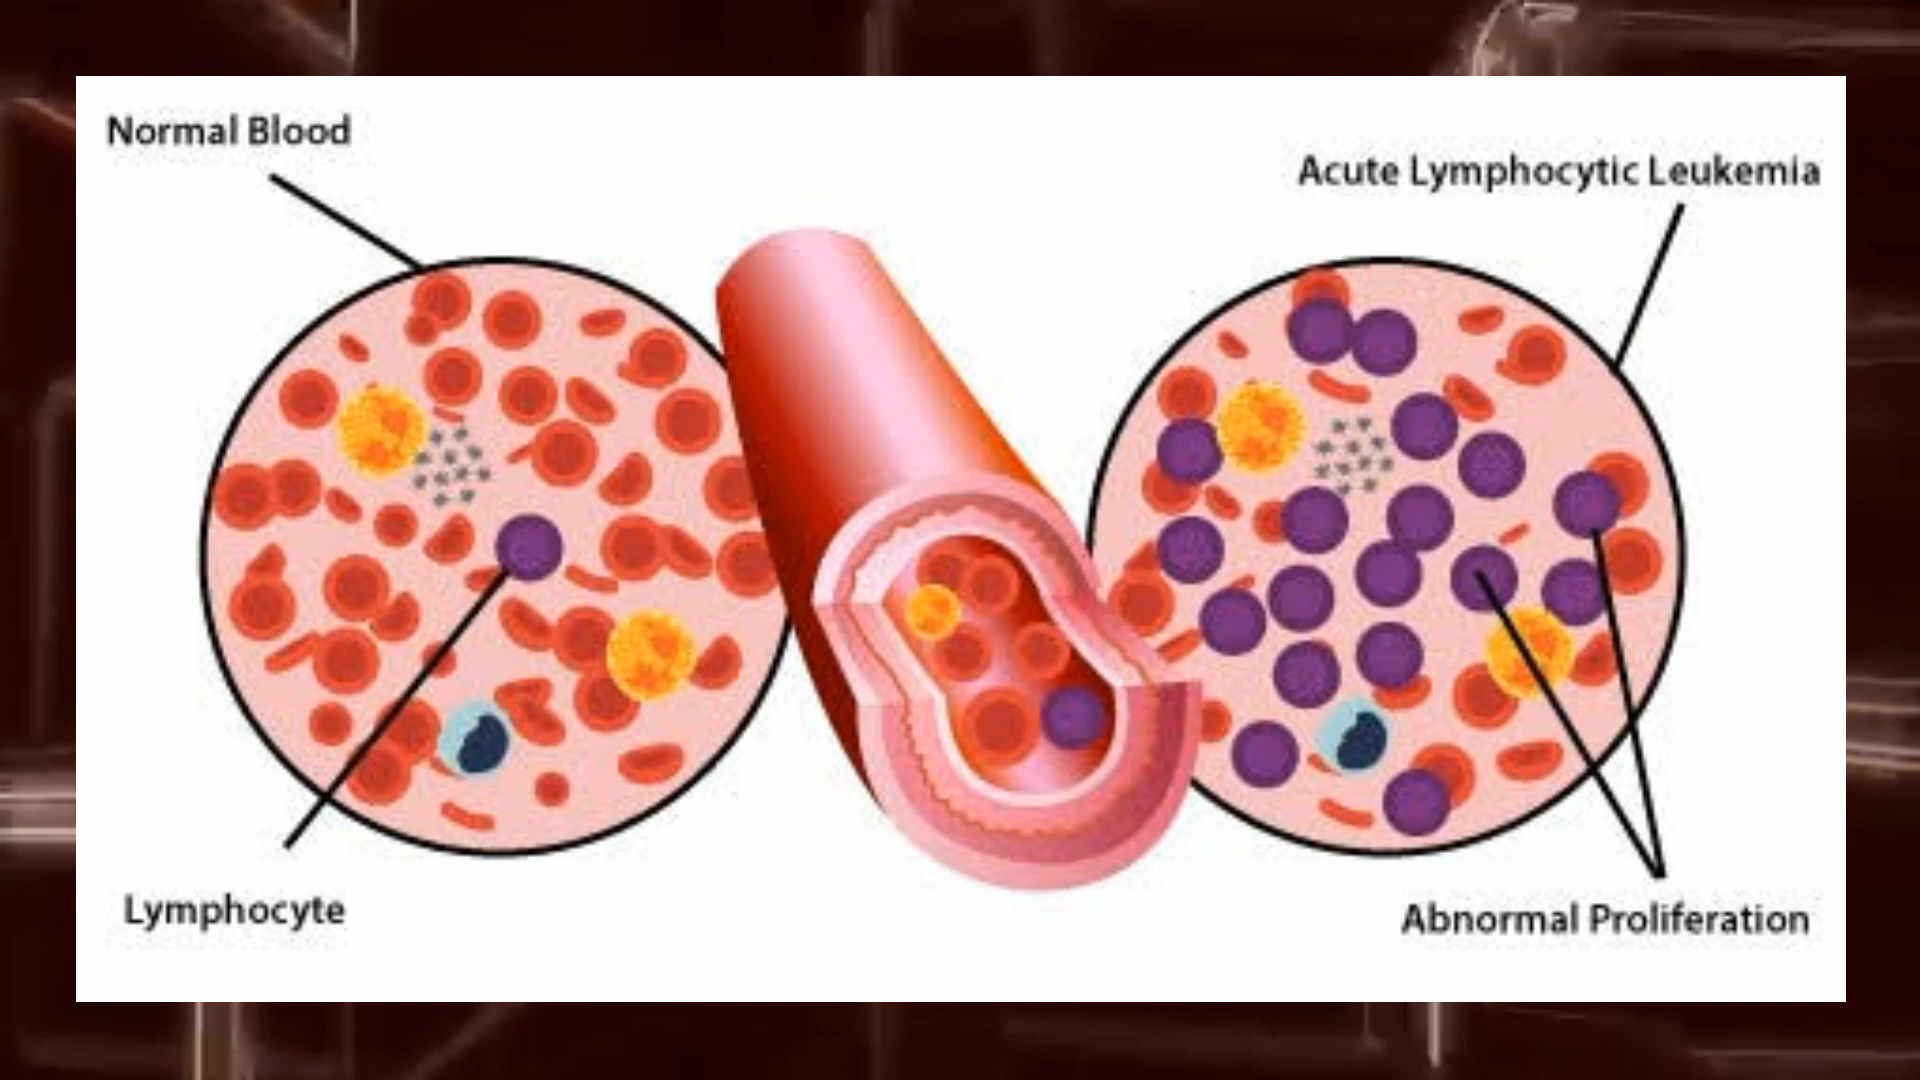 Normal Blood
Acute Lymphocytic Leukemia
Lymphocyte
Abnormal Proliferation